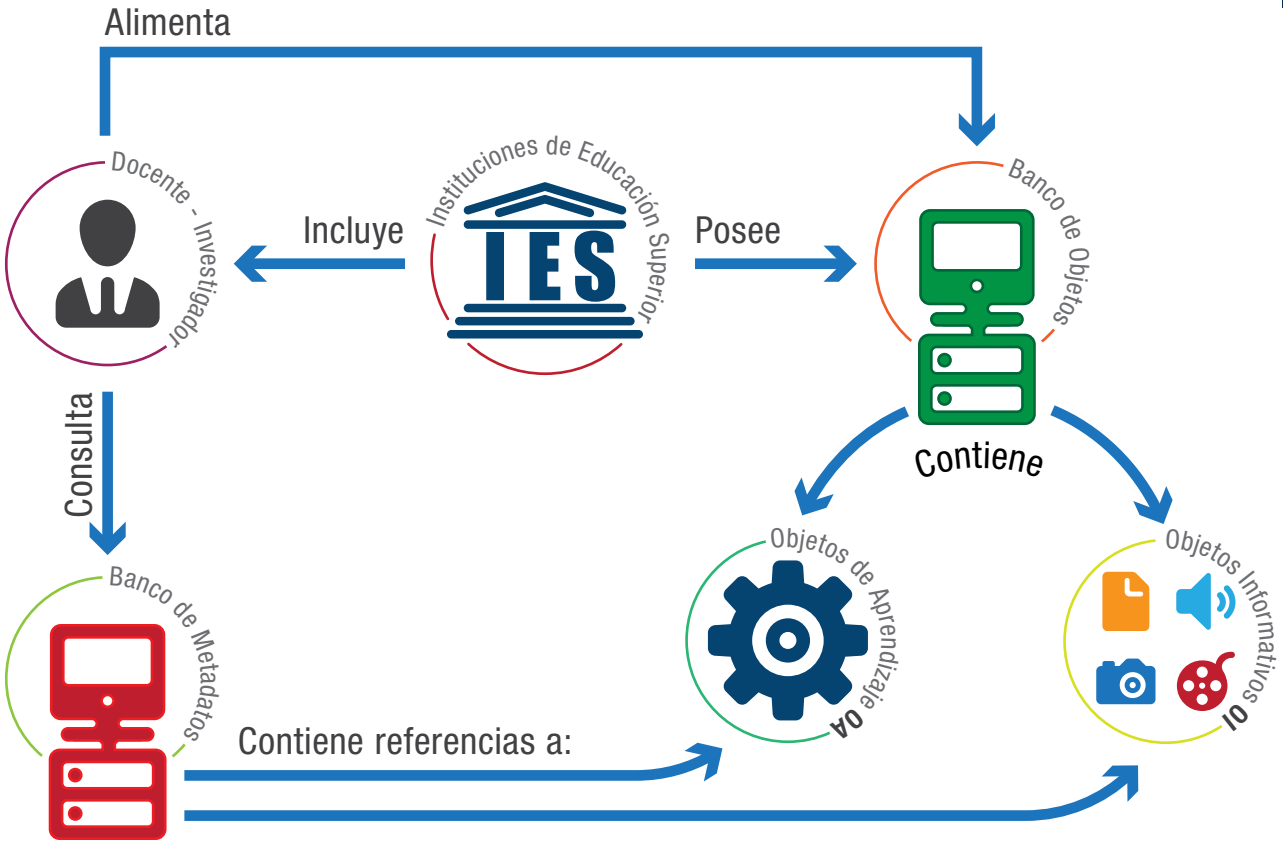 Alimenta
Docente - Investigador
Incluye
Instituciones de Educación Superior
IES
Posee
Banco de Objetos
Consulta
Contiene
Objetos de Aprendizaje OA
Objetos Informativos OI
Banco de Metadatos
Contiene referencias a: